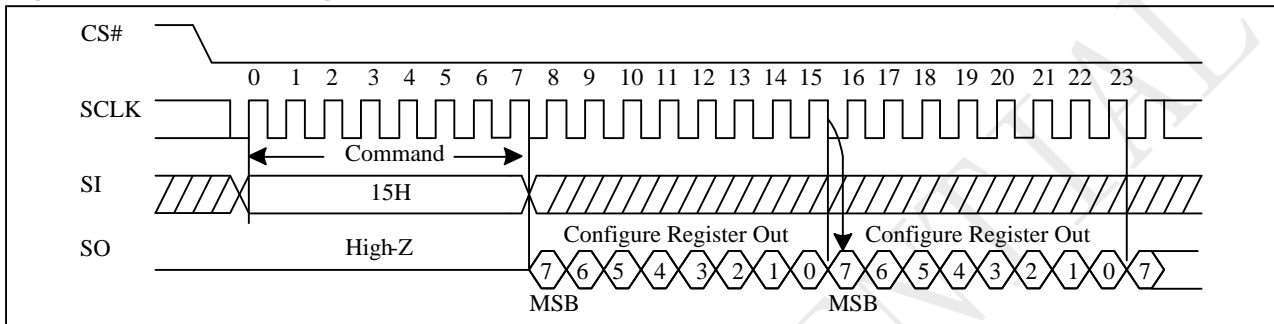 CS#
0 1 2 3 4 5 6 7 8 9 10 11 12 13 14 15 16 17 18 19 20 21 22 23
SCLK
Command
SI
15H
SO
High-Z
Configure Register Out
Configure Register Out
7 6 5 4 3 2 1 0 7 6 5 4 3 2 1 0 7
MSB
MSB